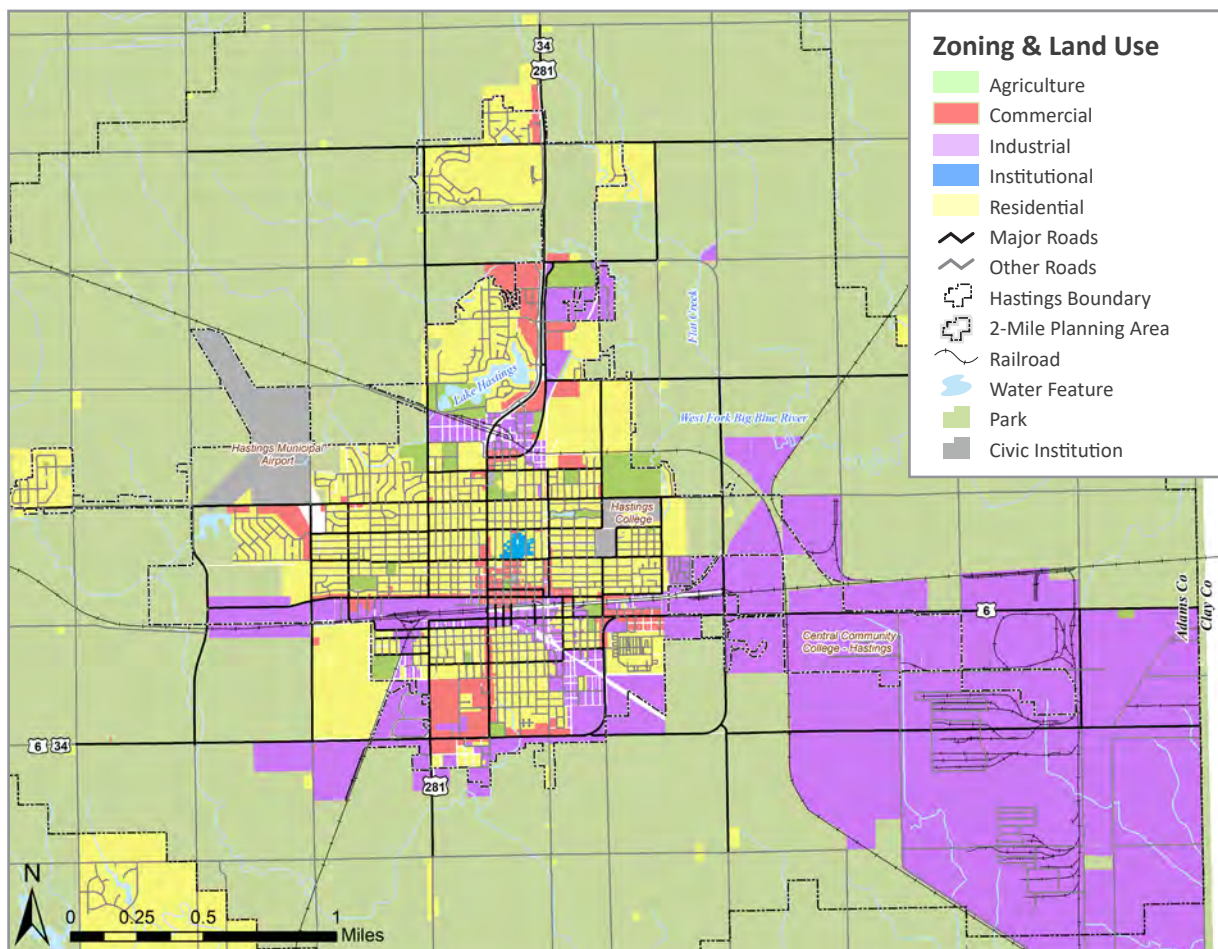 34
281
Zoning & Land Use
Agriculture
Commercial
Industrial
Institutional
Residential
Major Roads
Other Roads
Hastings Boundary
2-Mile Planning Area
Railroad
Water Feature
Park
Civic Institution
Flat Creek
Lake Hastings
West Fork Big Blue River
Hastings Municipal
Airport
Hastings
College
6
Adams Co
Clay Co
Central Community
College - Hastings
6 34
281
N
0 0.25 0.5 1
Miles